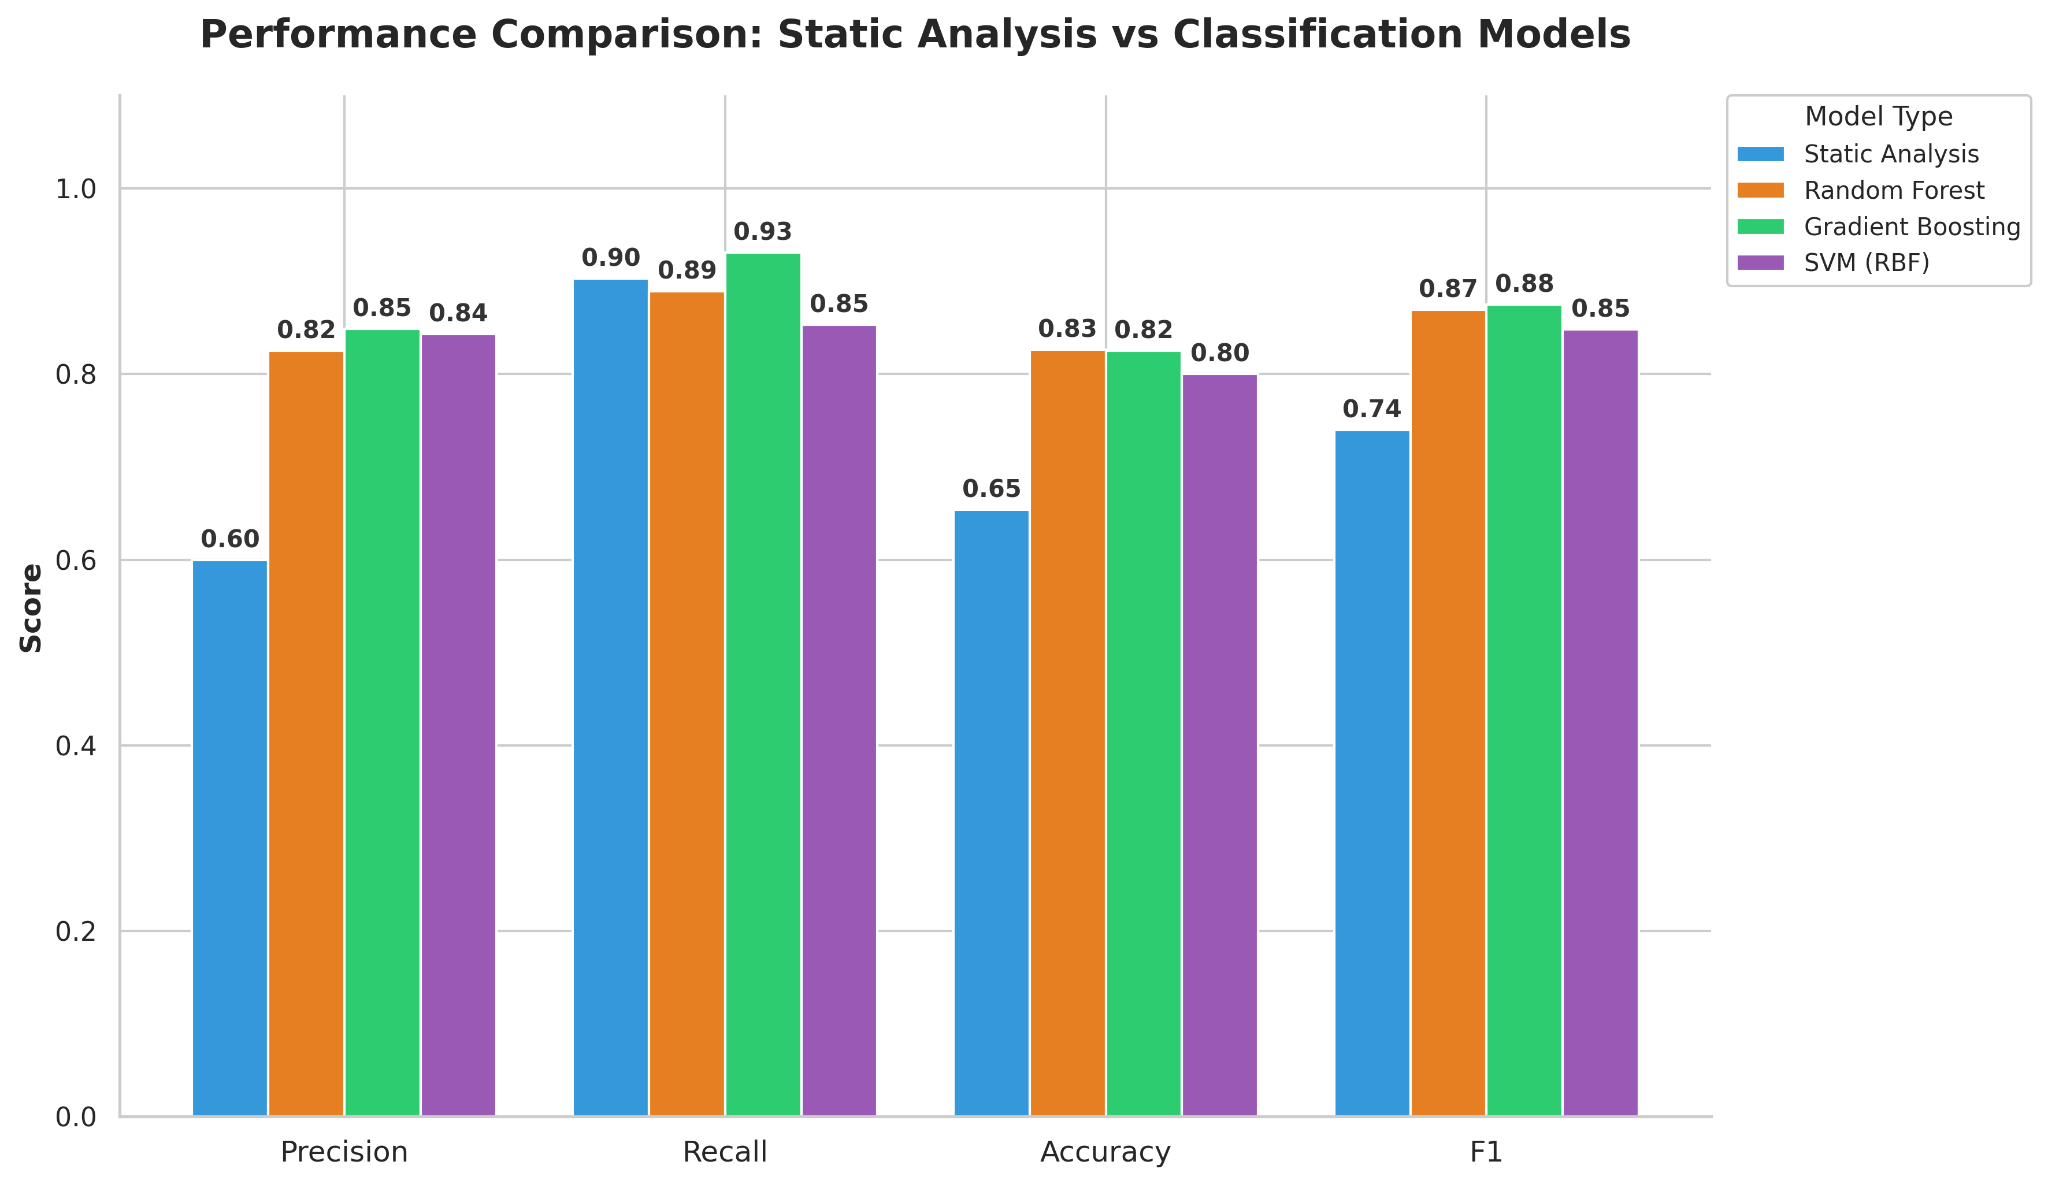 Performance Comparison: Static Analysis vs Classification Models
Model Type
Static Analysis
Random Forest
Gradient Boosting
SVM (RBF)
Score
1.0
0.8
0.6
0.4
0.2
0.0
0.60
0.82
0.85
0.84
0.90
0.89
0.93
0.85
0.65
0.83
0.82
0.80
0.74
0.87
0.88
0.85
Precision
Recall
Accuracy
F1